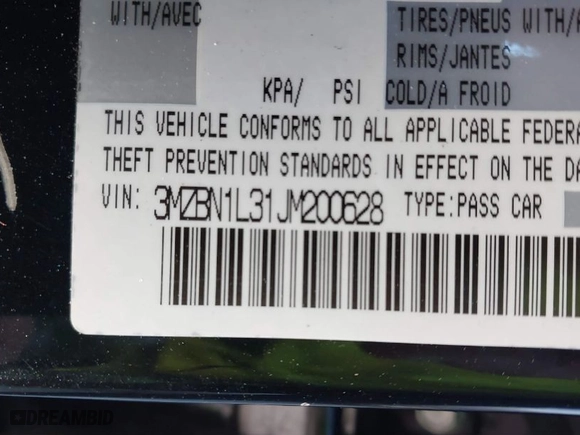 WITH/AVEC
TIRES/PNEUS WITH/
RIMS/JANTES
KPA/ PSI COLD/A FROID
THIS VEHICLE CONFORMS TO ALL APPLICABLE FEDERA
THEFT PREVENTION STANDARDS IN EFFECT ON THE DA
VIN: 3MZBN1L31JM200628 TYPE:PASS CAR
DREAMBID